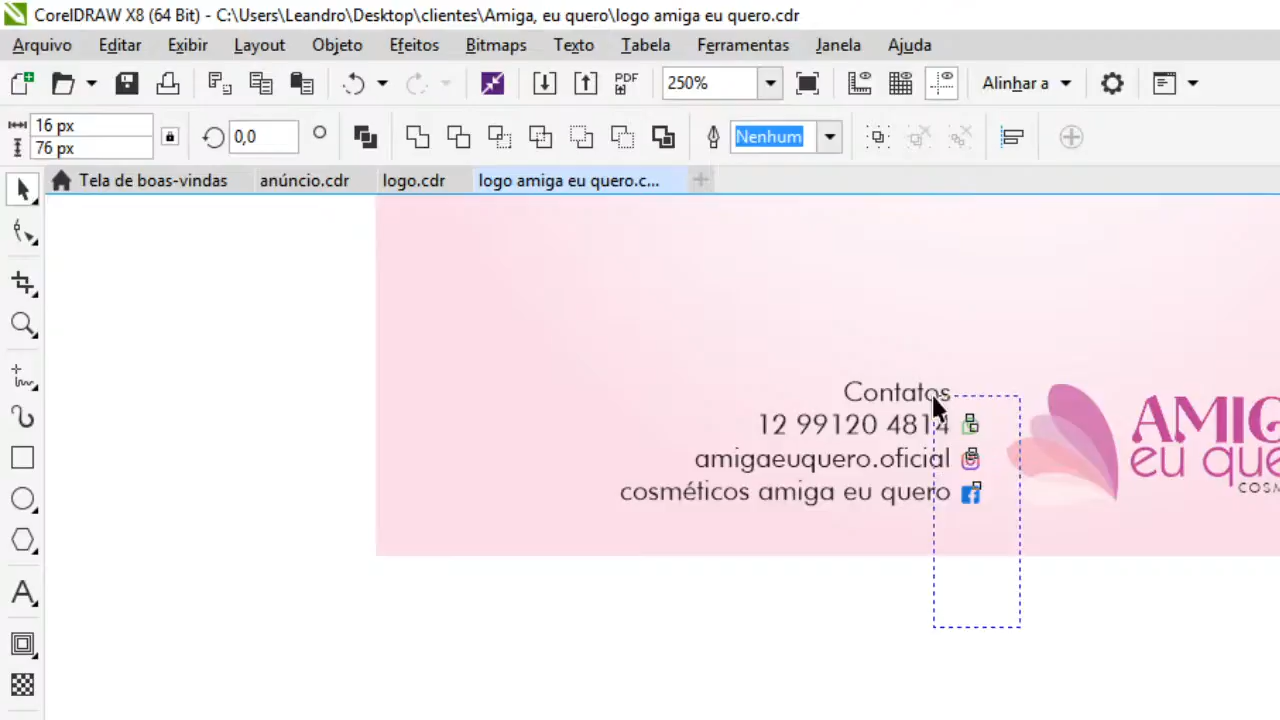 CorelDRAW X8 (64 Bit) - C:\Users\Leandro\Desktop\clientes\Amiga, eu quero\logo amiga eu quero.cdr
Arquivo Editar Exibir Layout Objeto Efeitos Bitmaps Texto Tabela Ferramentas Janela Ajuda
PDF 250% Alinhar a
16 px
76 px
0,0
Nenhum
Tela de boas-vindas anúncio.cdr logo.cdr logo amiga eu quero.c...
Contatos
12 99120 4814
amigaeuquero.oficial
cosméticos amiga eu quero
AMIG
eu que
COSM